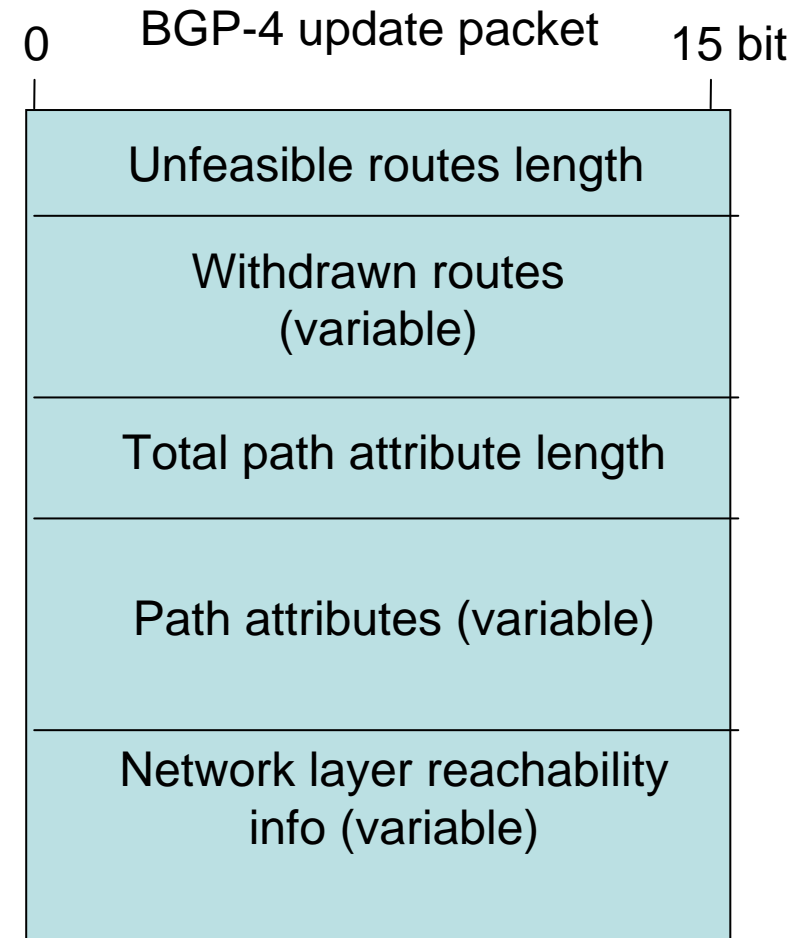 BGP-4 update packet
0
15 bit
Unfeasible routes length
Withdrawn routes
(variable)
Total path attribute length
Path attributes (variable)
Network layer reachability
info (variable)